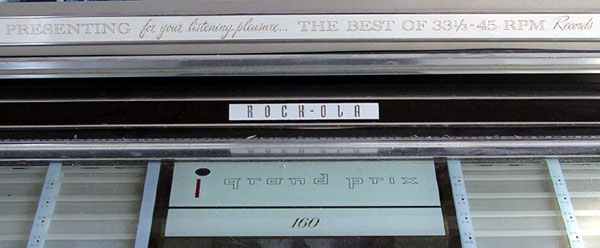 PRESENTING for your listening pleasure... THE BEST OF 33⅓-45 RPM Records
ROCK-OLA
grand prix
160